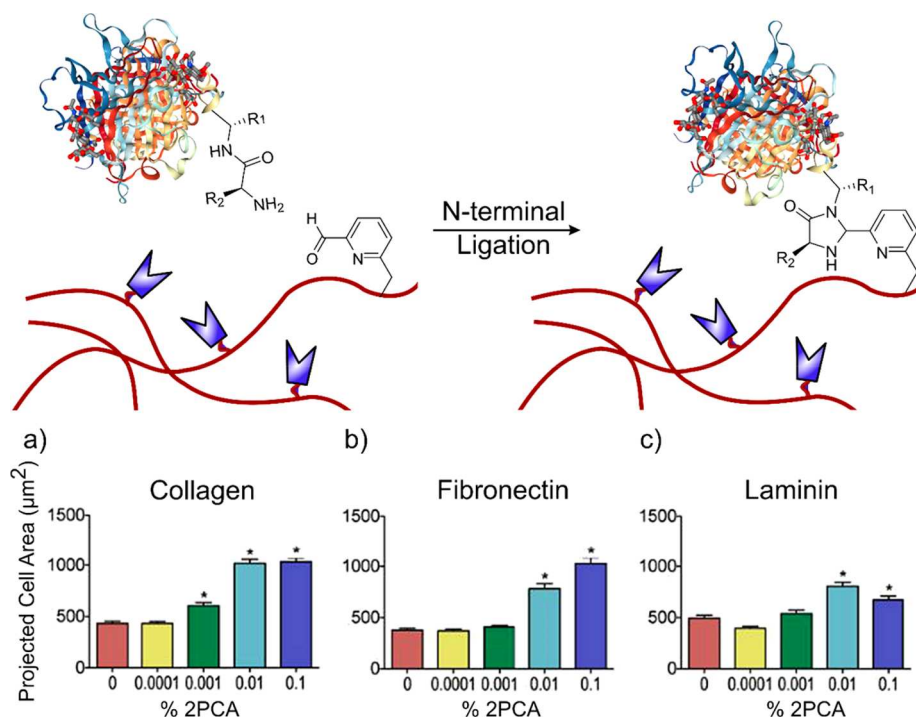 R1
HN
O
R2
NH2
H
O
N
N-terminal
Ligation
R1
O
N
R2
N
H
N
a)
b)
c)
Collagen
Fibronectin
Laminin
Projected Cell Area (µm²)
1500
1000
500
0
*
*
*
0 0.0001 0.001 0.01 0.1
% 2PCA
1500
1000
500
0
*
*
0 0.0001 0.001 0.01 0.1
% 2PCA
1500
1000
500
0
*
*
0 0.0001 0.001 0.01 0.1
% 2PCA